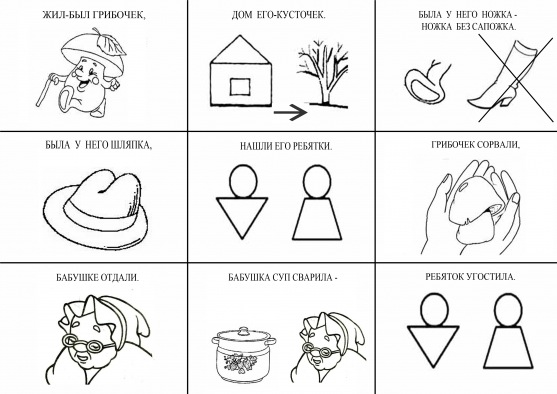 ЖИЛ-БЫЛ ГРИБОЧЕК,
ДОМ ЕГО-КУСТОЧЕК.
БЫЛА У НЕГО НОЖКА -
НОЖКА БЕЗ САПОЖКА.
БЫЛА У НЕГО ШЛЯПКА,
НАШЛИ ЕГО РЕБЯТКИ.
ГРИБОЧЕК СОРВАЛИ,
БАБУШКЕ ОТДАЛИ.
БАБУШКА СУП СВАРИЛА -
РЕБЯТОК УГОСТИЛА.